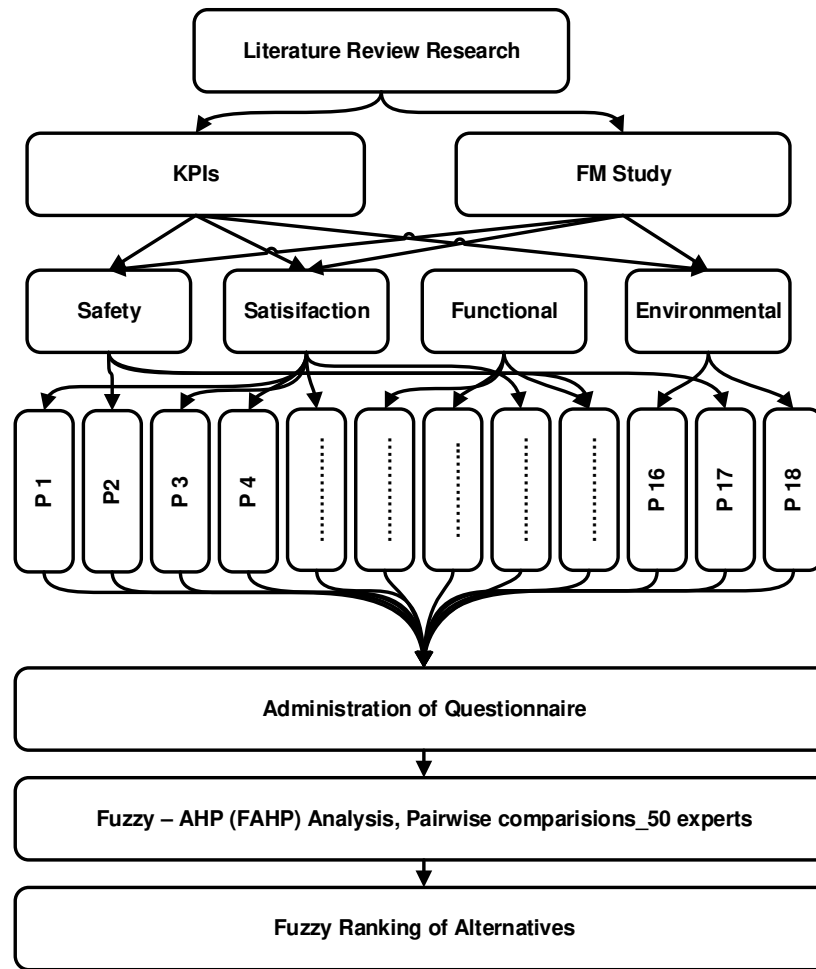 Literature Review Research
KPIs
FM Study
Safety
Satisifaction
Functional
Environmental
P 1
P2
P 3
P 4
................
................
................
................
................
P 16
P 17
P 18
Administration of Questionnaire
Fuzzy – AHP (FAHP) Analysis, Pairwise comparisions_50 experts
Fuzzy Ranking of Alternatives